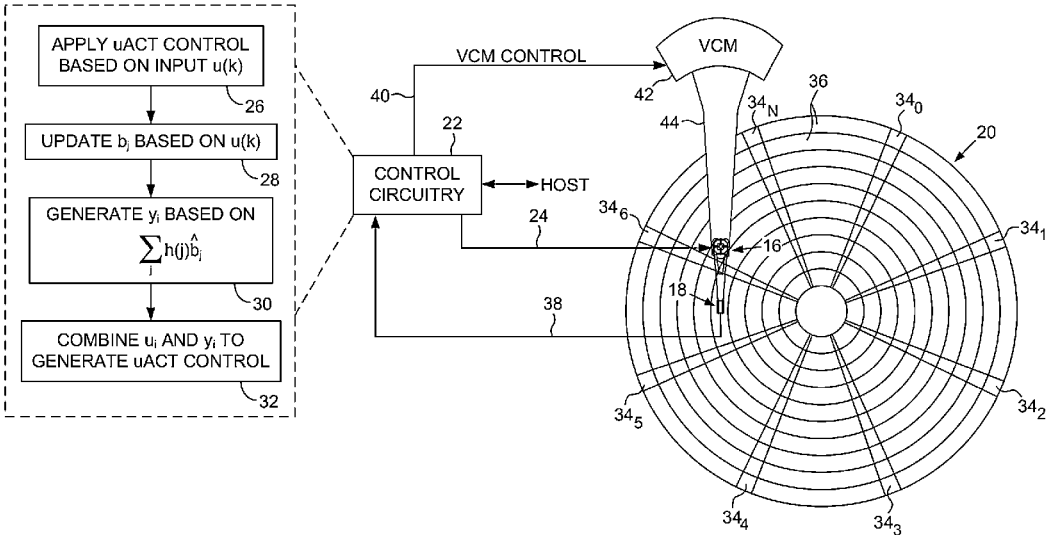 APPLY uACT CONTROL
BASED ON INPUT u(k)
26
UPDATE bj BASED ON u(k)
28
GENERATE yi BASED ON
∑ h(j)b̂j
j
30
COMBINE ui AND yi TO
GENERATE uACT CONTROL
32
VCM CONTROL
40
22
CONTROL
CIRCUITRY
HOST
24
38
VCM
42
44
34N
36
340
20
346
16
341
18
345
342
344
343